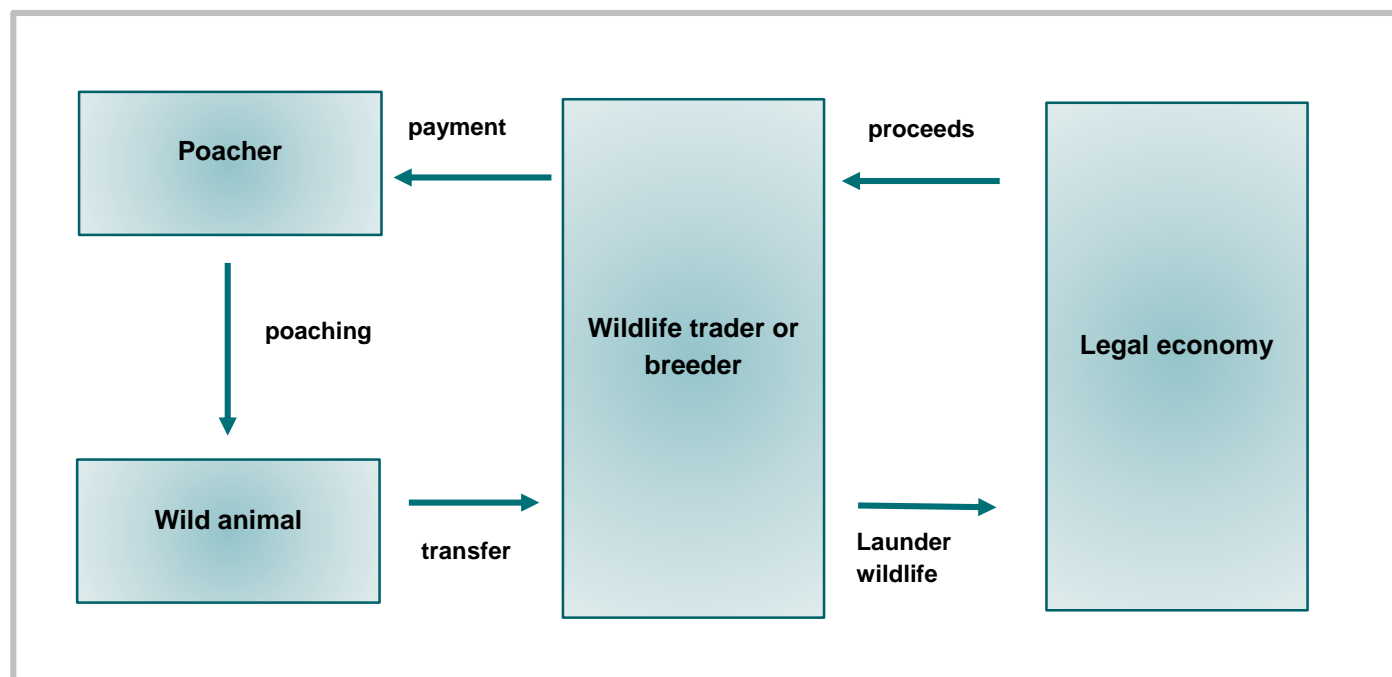 Poacher
payment
proceeds
poaching
Wildlife trader or
breeder
Legal economy
Wild animal
transfer
Launder
wildlife